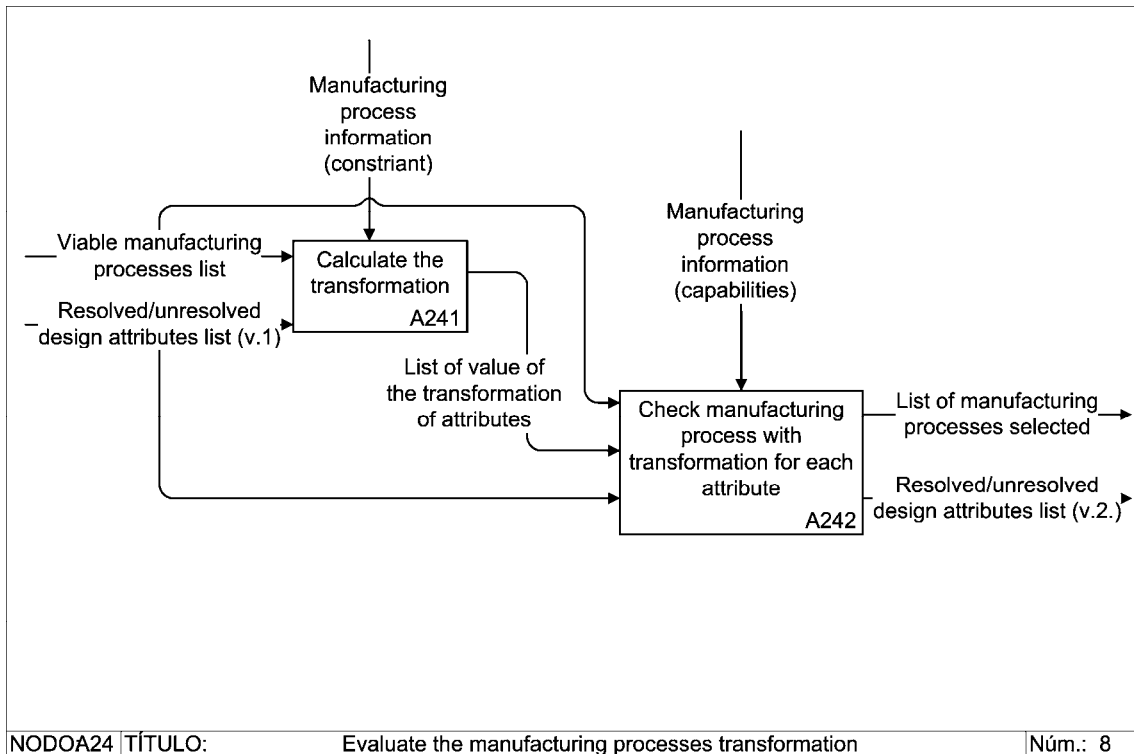 Manufacturing
process
information
(constriant)
Manufacturing
process
information
(capabilities)
Viable manufacturing
processes list
Calculate the
transformation
A241
Resolved/unresolved
design attributes list (v.1)
List of value of
the transformation
of attributes
Check manufacturing
process with
transformation for each
attribute
A242
List of manufacturing
processes selected
Resolved/unresolved
design attributes list (v.2.)
NODOA24 TÍTULO: Evaluate the manufacturing processes transformation Núm.: 8